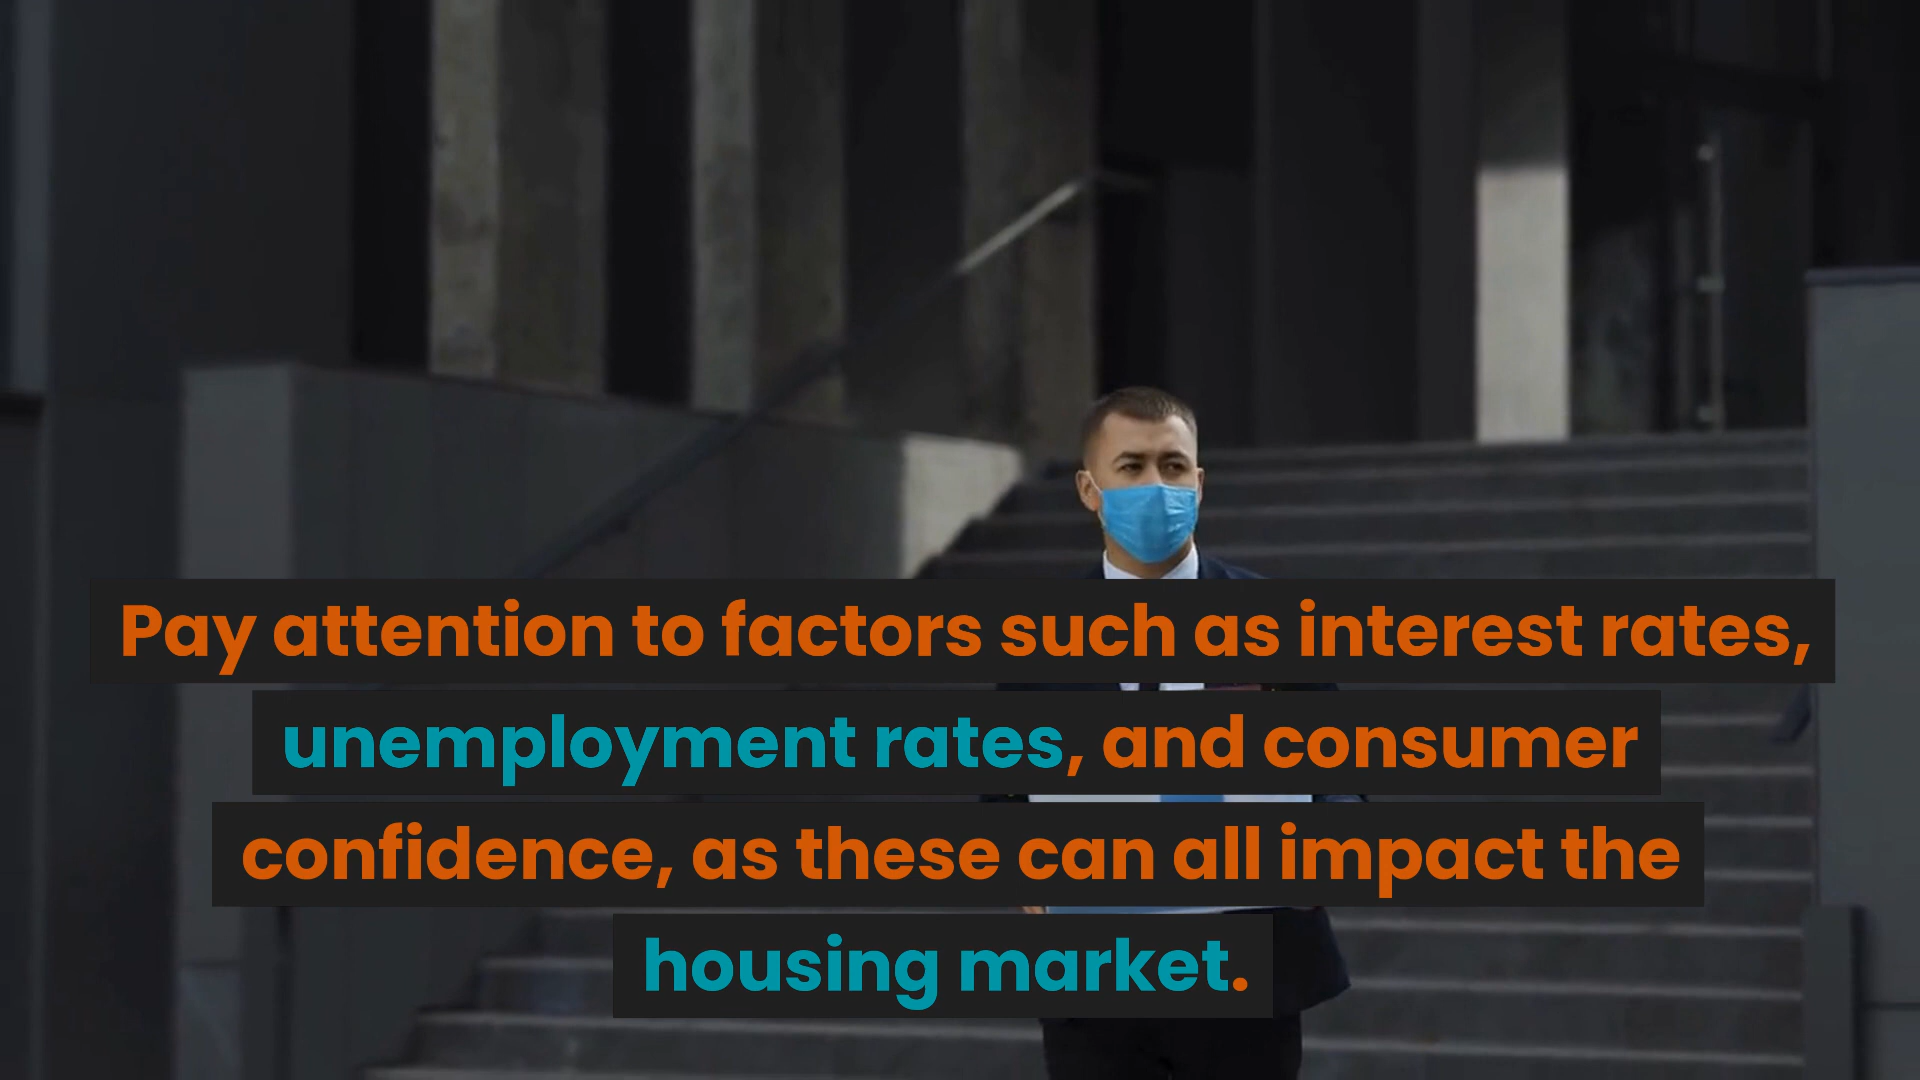 Pay attention to factors such as interest rates,
unemployment rates, and consumer
confidence, as these can all impact the
housing market.